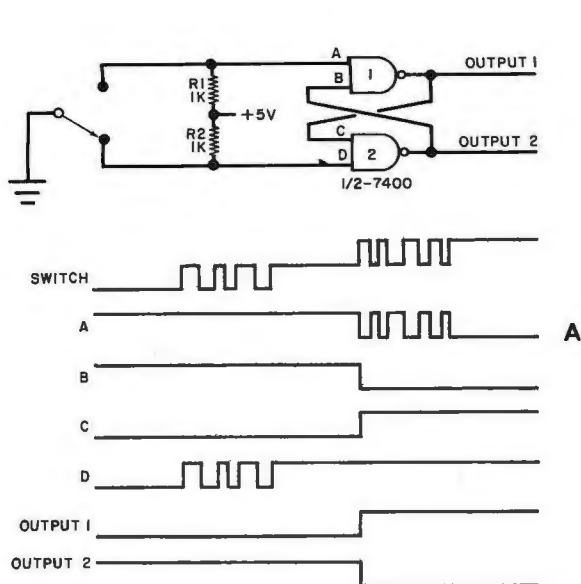 A
OUTPUT 1
R1
1K
B
1
+5V
R2
1K
C
OUTPUT 2
D
2
1/2-7400
SWITCH
A
A
B
C
D
OUTPUT 1
OUTPUT 2